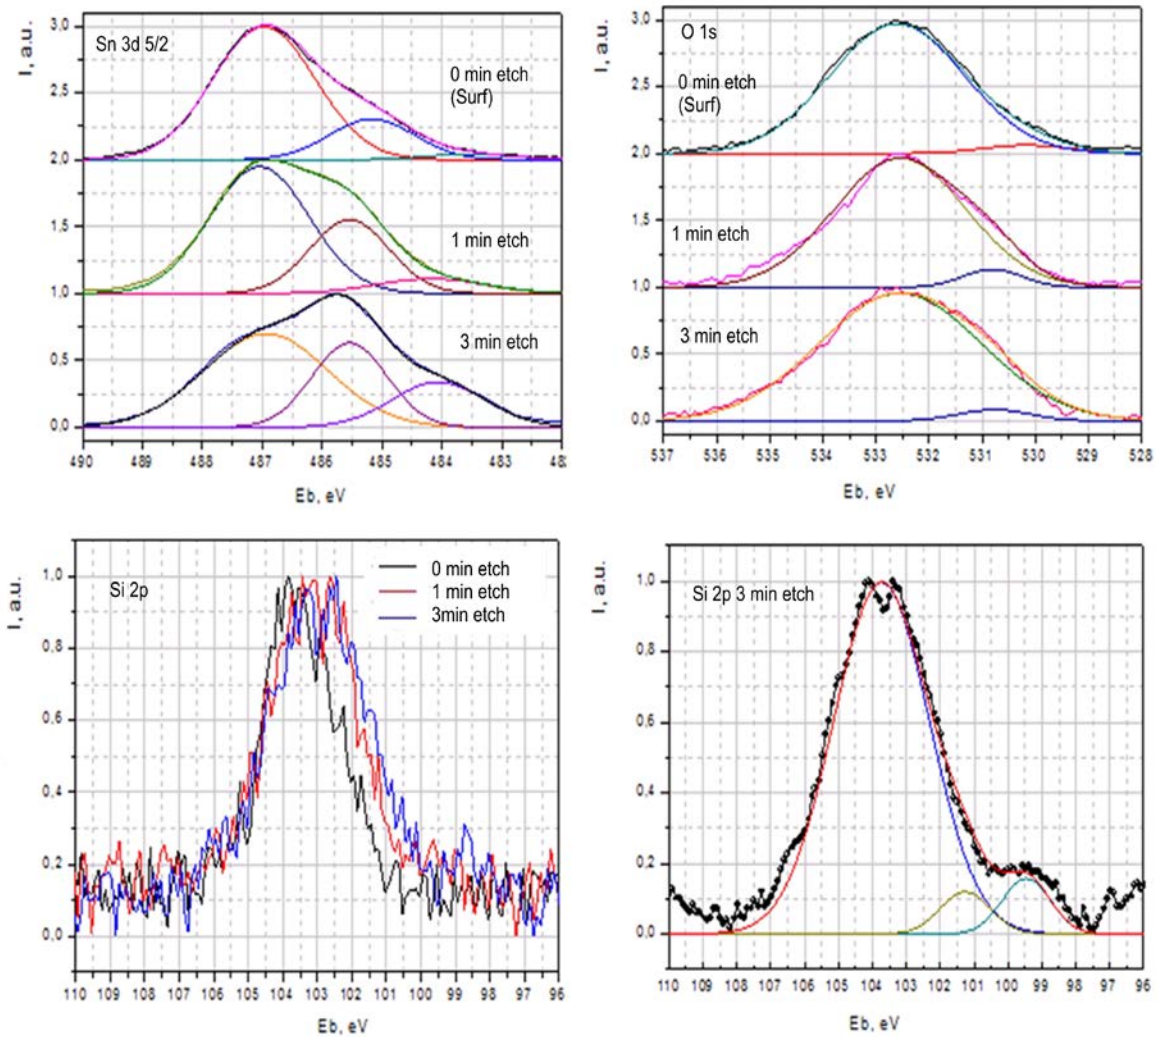 I, a.u.
3.0
2.5
2.0
1.5
1.0
0.5
0.0
Sn 3d 5/2
0 min etch
(Surf)
1 min etch
3 min etch
490 489 488 487 486 485 484 483
Eb, eV
I, a.u.
3.0
2.5
2.0
1.5
1.0
0.5
0.0
O 1s
0 min etch
(Surf)
1 min etch
3 min etch
537 536 535 534 533 532 531 530 529 528
Eb, eV
I, a.u.
1.0
0.8
0.6
0.4
0.2
0.0
Si 2p
0 min etch
1 min etch
3min etch
110 109 107 106 104 103 102 100 99 97 96
Eb, eV
I, a.u.
1.0
0.8
0.6
0.4
0.2
0.0
Si 2p 3 min etch
110 109 108 107 106 104 103 102 101 100 99 98 97 96
Eb, eV